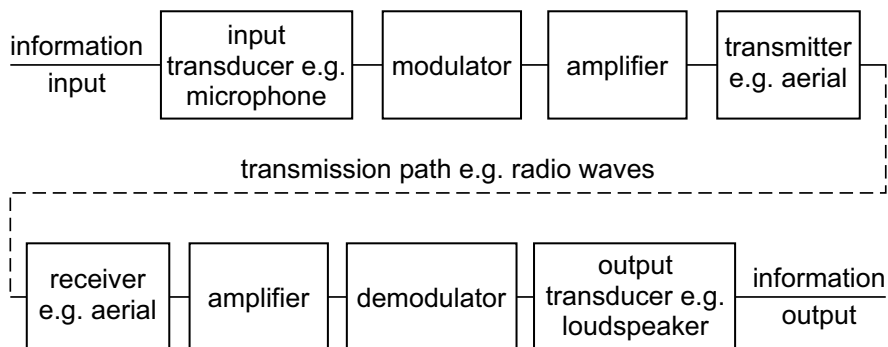 information
input
input
transducer e.g.
microphone
modulator
amplifier
transmitter
e.g. aerial
transmission path e.g. radio waves
receiver
e.g. aerial
amplifier
demodulator
output
transducer e.g.
loudspeaker
information
output